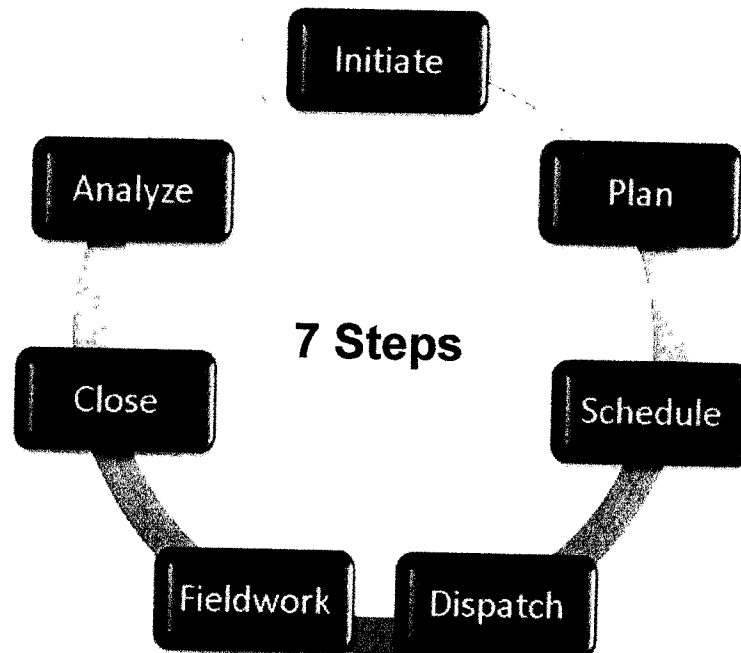 Initiate
Plan
Schedule
Dispatch
Fieldwork
Close
Analyze
7 Steps